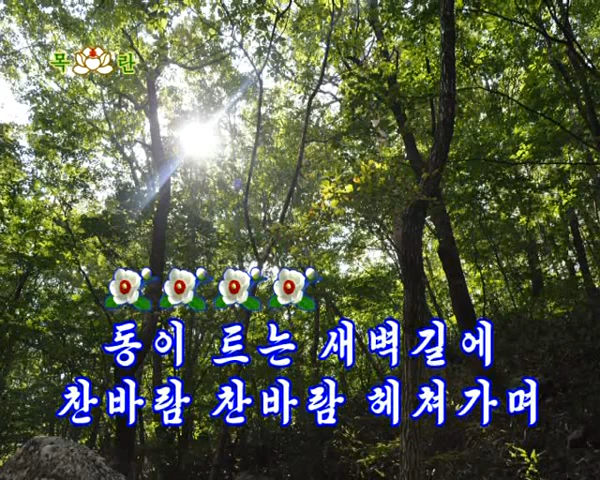 목란
동이 트는 새벽길에
찬바람 찬바람 헤쳐가며